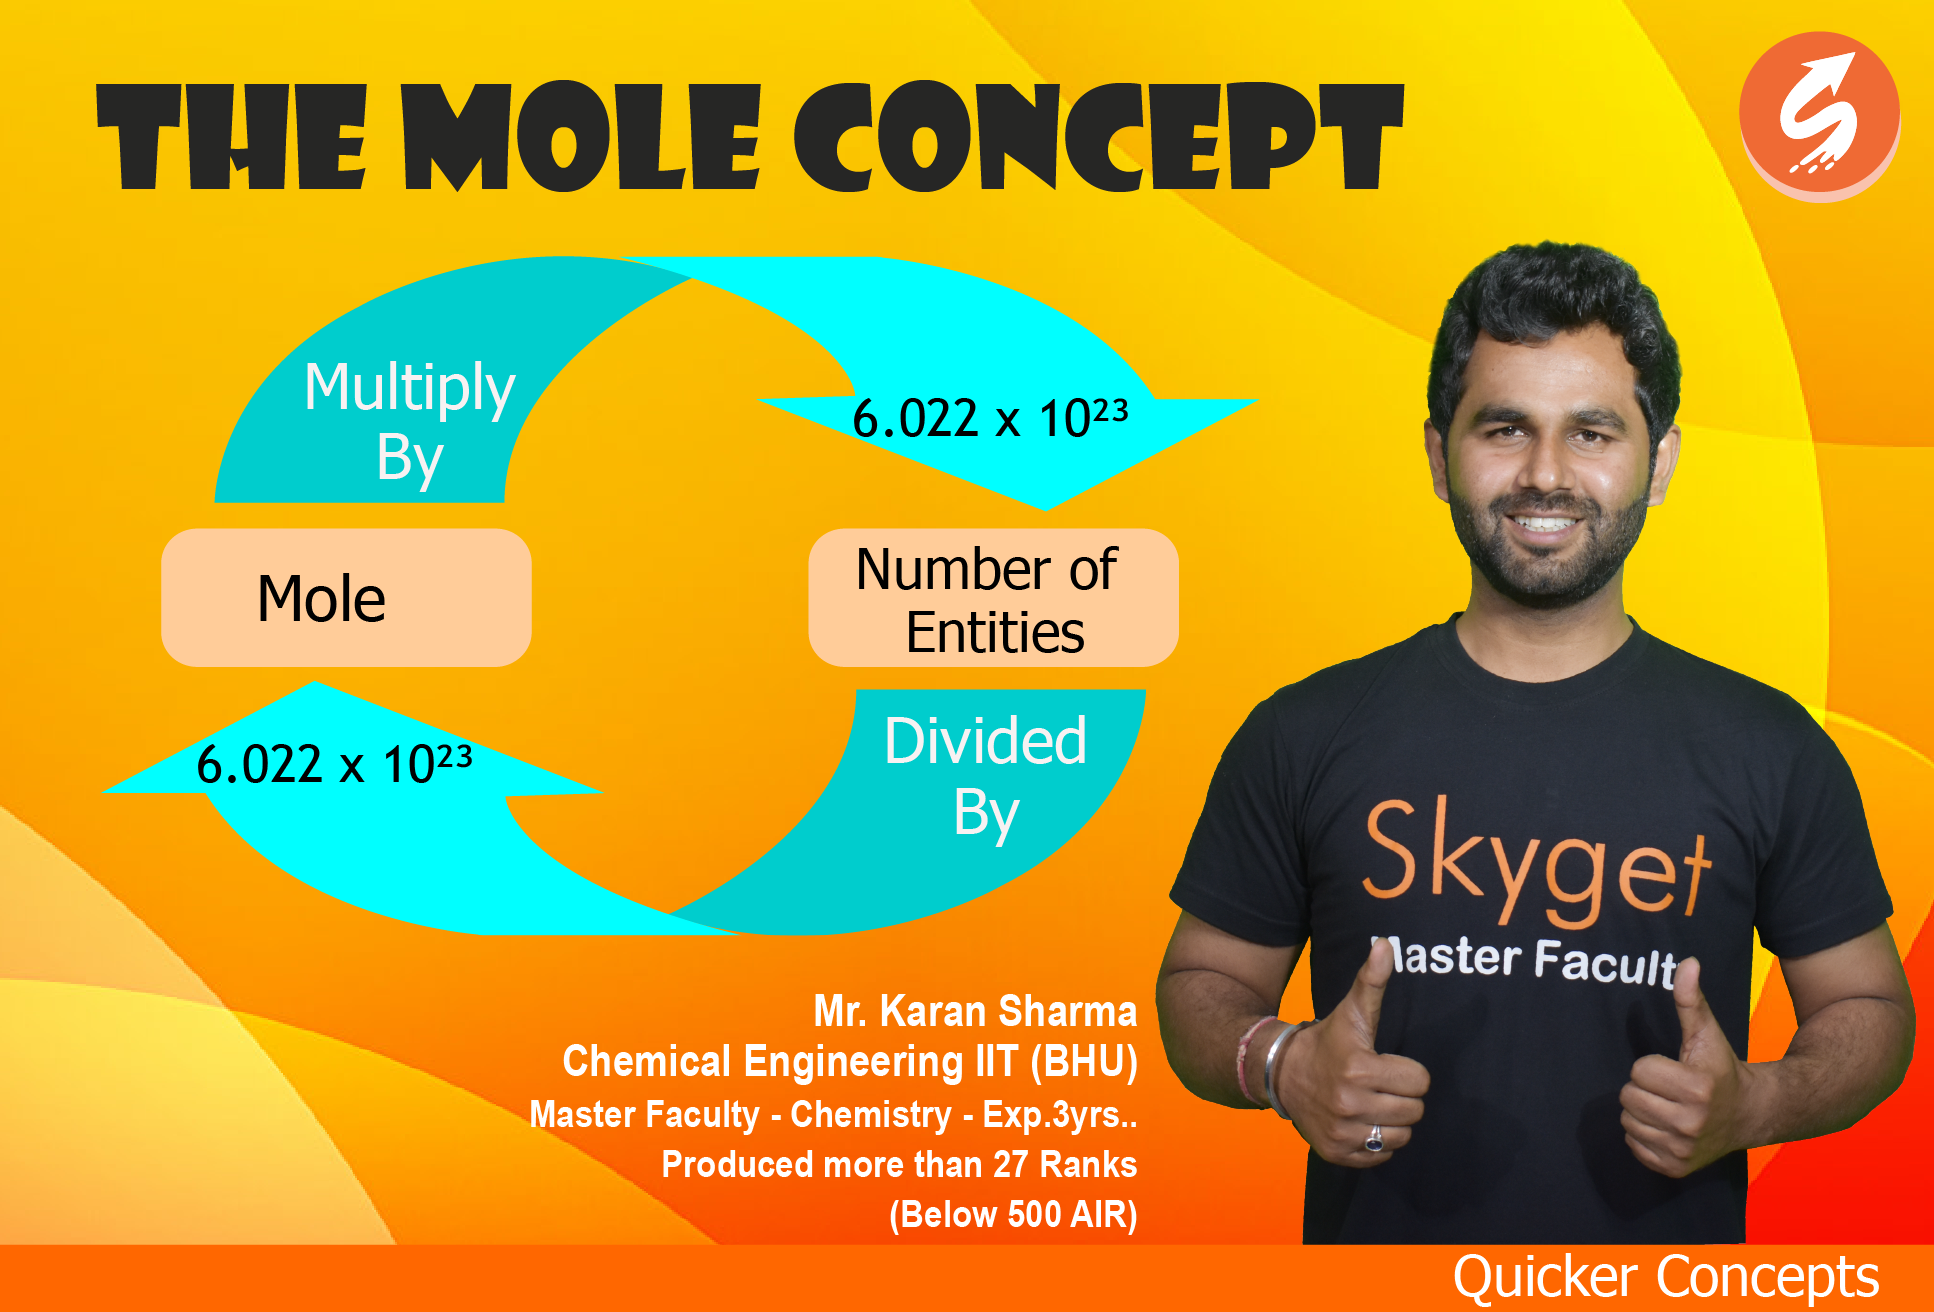 THE MOLE CONCEPT
Multiply
By
6.022 x 10²³
Mole
Number of
Entities
6.022 x 10²³
Divided
By
Skyget
Master Facult
Mr. Karan Sharma
Chemical Engineering IIT (BHU)
Master Faculty - Chemistry - Exp.3yrs..
Produced more than 27 Ranks
(Below 500 AIR)
Quicker Concepts